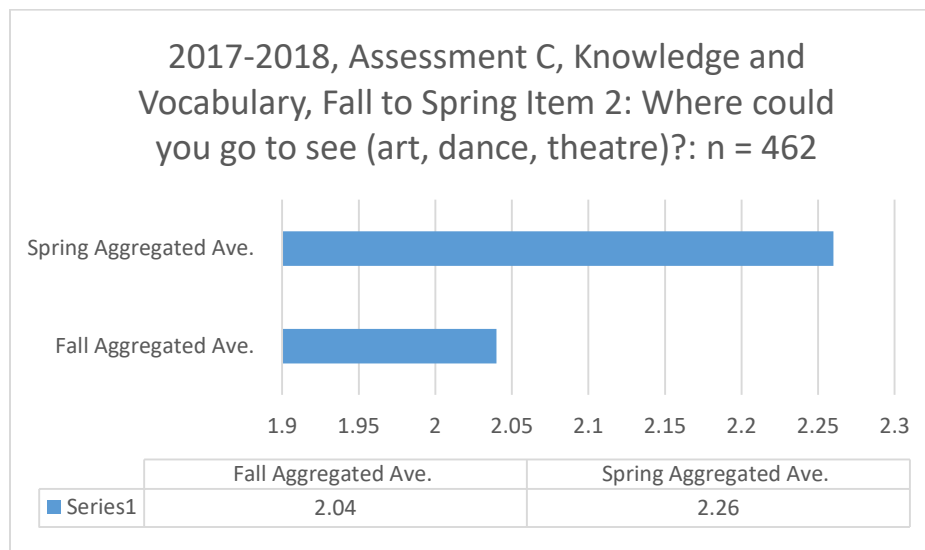 2017-2018, Assessment C, Knowledge and
Vocabulary, Fall to Spring Item 2: Where could
you go to see (art, dance, theatre)?: n = 462
Spring Aggregated Ave.
Fall Aggregated Ave.
1.9 1.95 2 2.05 2.1 2.15 2.2 2.25 2.3
Fall Aggregated Ave. Spring Aggregated Ave.
Series1 2.04 2.26